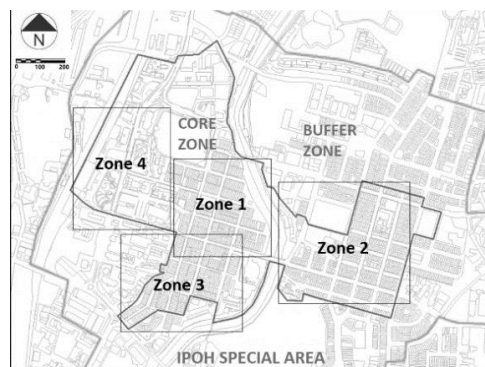 N
0 100 200
CORE
ZONE
BUFFER
ZONE
Zone 4
Zone 1
Zone 2
Zone 3
IPOH SPECIAL AREA